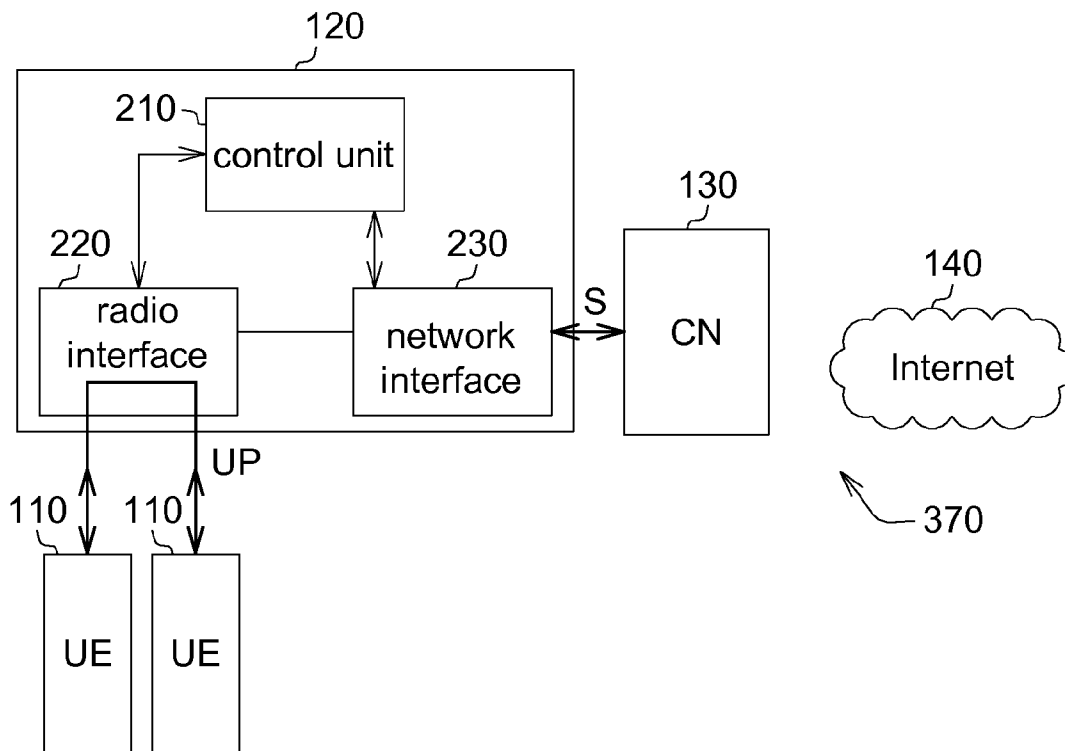 120
210
control unit
130
220
230
140
radio
interface
network
interface
S
CN
Internet
UP
110
110
370
UE
UE